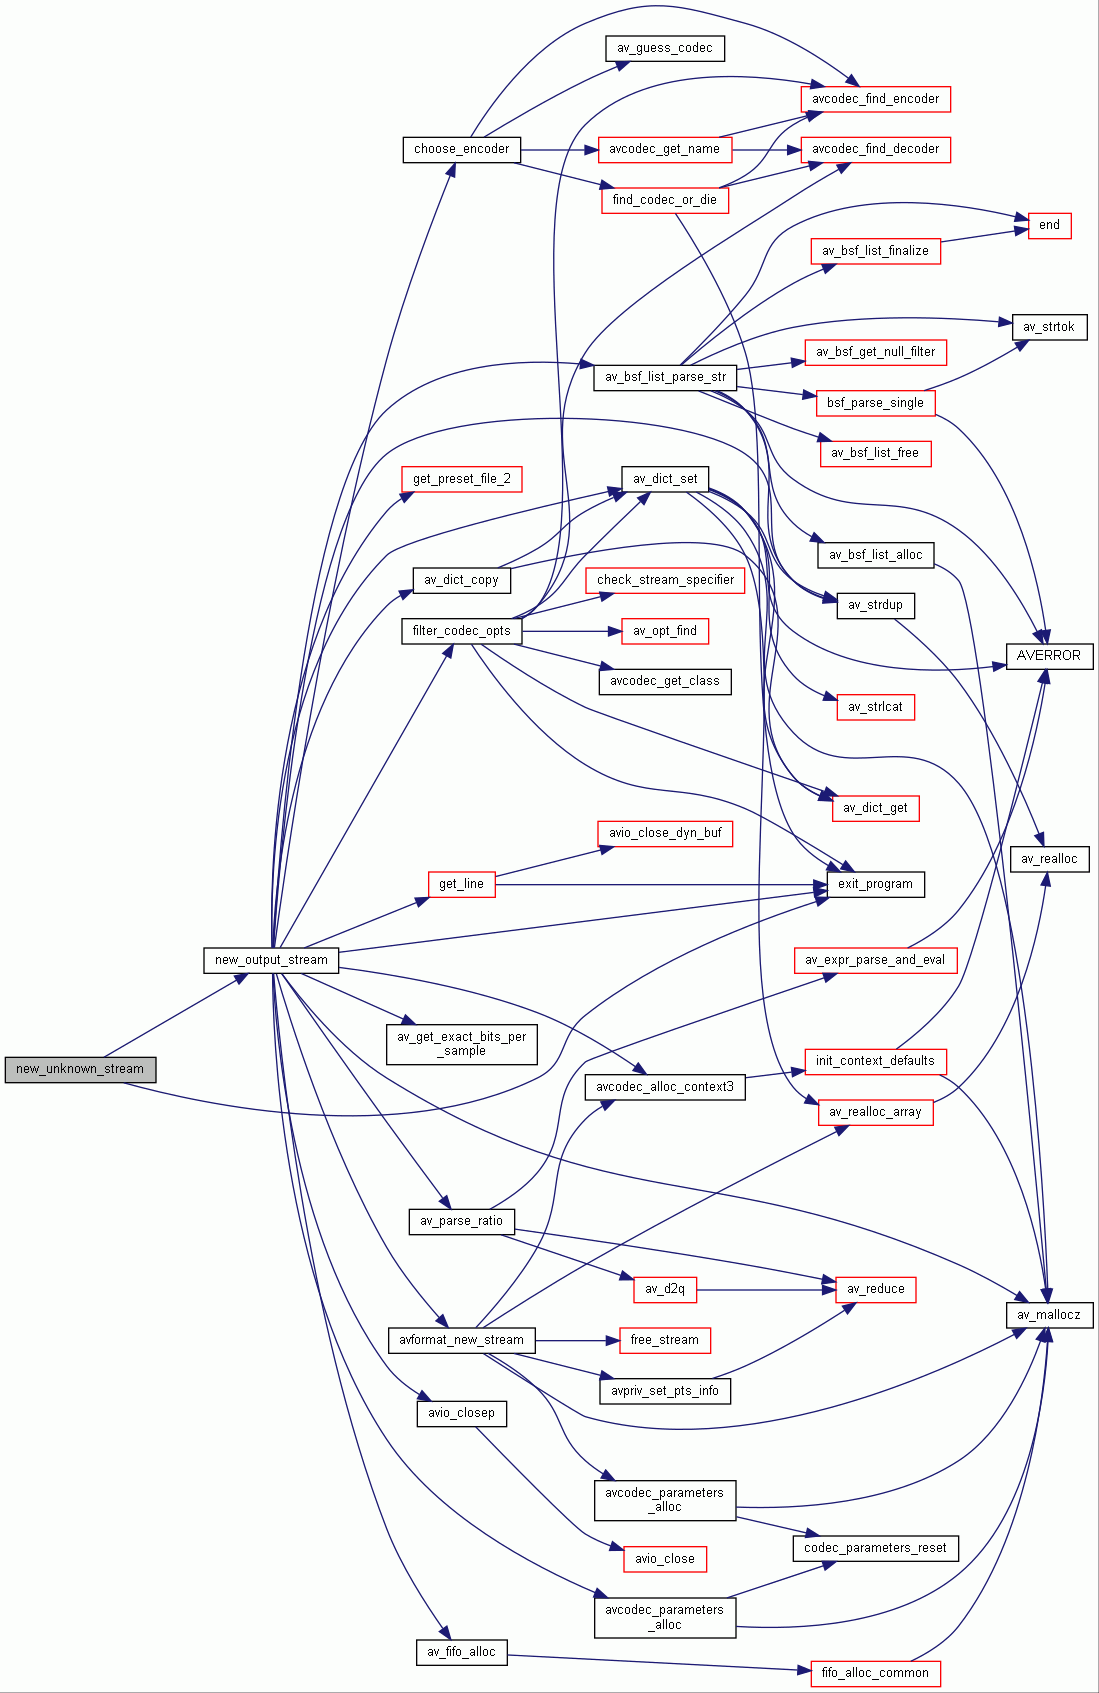 av_guess_codec
avcodec_find_encoder
choose_encoder
avcodec_get_name
avcodec_find_decoder
find_codec_or_die
end
av_bsf_list_finalize
av_strtok
av_bsf_get_null_filter
av_bsf_list_parse_str
bsf_parse_single
av_bsf_list_free
get_preset_file_2
av_dict_set
av_bsf_list_alloc
av_dict_copy
check_stream_specifier
av_strdup
filter_codec_opts
av_opt_find
AVERROR
avcodec_get_class
av_strlcat
av_dict_get
avio_close_dyn_buf
av_realloc
get_line
exit_program
new_output_stream
av_expr_parse_and_eval
av_get_exact_bits_per
_sample
new_unknown_stream
init_context_defaults
avcodec_alloc_context3
av_realloc_array
av_parse_ratio
av_d2q
av_reduce
av_mallocz
avformat_new_stream
free_stream
avpriv_set_pts_info
avio_closep
avcodec_parameters
_alloc
codec_parameters_reset
avio_close
avcodec_parameters
_alloc
av_fifo_alloc
fifo_alloc_common